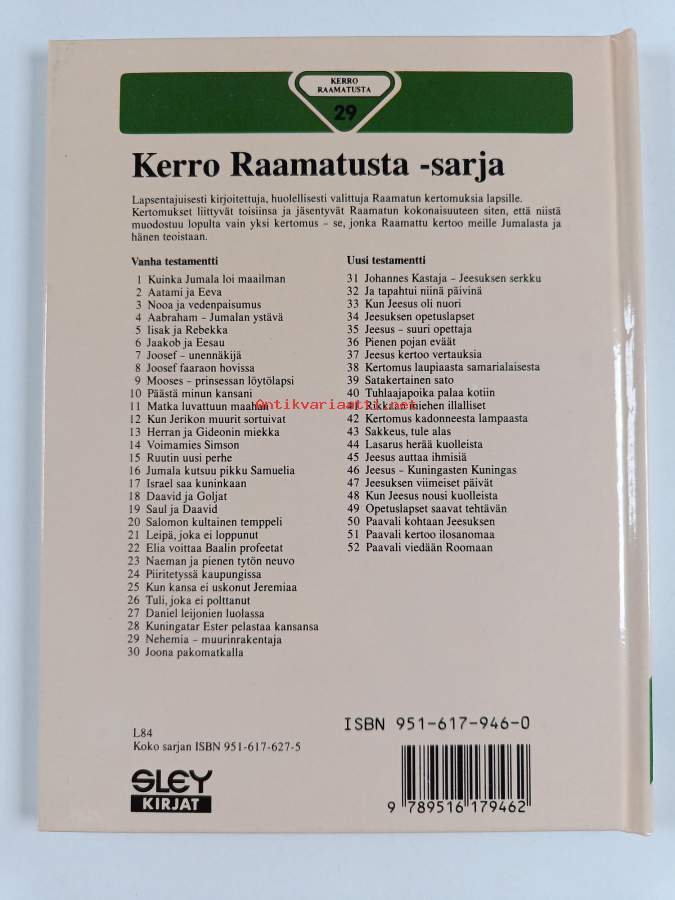 KERRO
RAAMATUSTA
29
Kerro Raamatusta -sarja
Lapsentajuisesti kirjoitettuja, huolellisesti valittuja Raamatun kertomuksia lapsille.
Kertomukset liittyvät toisiinsa ja jäsentyvät Raamatun kokonaisuuteen siten, että niistä
muodostuu lopulta vain yksi kertomus – se, jonka Raamattu kertoo meille Jumalasta ja
hänen teoistaan.
Vanha testamentti
1 Kuinka Jumala loi maailman
2 Aatami ja Eeva
3 Nooa ja vedenpaisumus
4 Aabraham – Jumalan ystävä
5 Iisak ja Rebekka
6 Jaakob ja Eesau
7 Joosef – unennäkijä
8 Joosef faaraon hovissa
9 Mooses – prinsessan löytölapsi
10 Päästä minun kansani
11 Matka luvattuun maahan
12 Kun Jerikon muurit sortuivat
13 Herran ja Gideonin miekka
14 Voimamies Simson
15 Ruutin uusi perhe
16 Jumala kutsuu pikku Samuelia
17 Israel saa kuninkaan
18 Daavid ja Goljat
19 Saul ja Daavid
20 Salomon kultainen temppeli
21 Leipä, joka ei loppunut
22 Elia voittaa Baalin profeetat
23 Naeman ja pienen tytön neuvo
24 Piiritetyssä kaupungissa
25 Kun kansa ei uskonut Jeremiaa
26 Tuli, joka ei polttanut
27 Daniel leijonien luolassa
28 Kuningatar Ester pelastaa kansansa
29 Nehemia – muurinrakentaja
30 Joona pakomatkalla
Uusi testamentti
31 Johannes Kastaja – Jeesuksen serkku
32 Ja tapahtui niinä päivinä
33 Kun Jeesus oli nuori
34 Jeesuksen opetuslapset
35 Jeesus – suuri opettaja
36 Pienen pojan eväät
37 Jeesus kertoo vertauksia
38 Kertomus laupiaasta samarialaisesta
39 Satakertainen sato
40 Tuhlaajapoika palaa kotiin
41 Rikkaan miehen illalliset
42 Kertomus kadonneesta lampaasta
43 Sakkeus, tule alas
44 Lasarus herää kuolleista
45 Jeesus auttaa ihmisiä
46 Jeesus – Kuningasten Kuningas
47 Jeesuksen viimeiset päivät
48 Kun Jeesus nousi kuolleista
49 Opetuslapset saavat tehtävän
50 Paavali kohtaan Jeesuksen
51 Paavali kertoo ilosanomaa
52 Paavali viedään Roomaan
Antikvariaatti.net
L84
Koko sarjan ISBN 951-617-627-5
SLEY
KIRJAT
ISBN 951-617-946-0
9 789516 179462